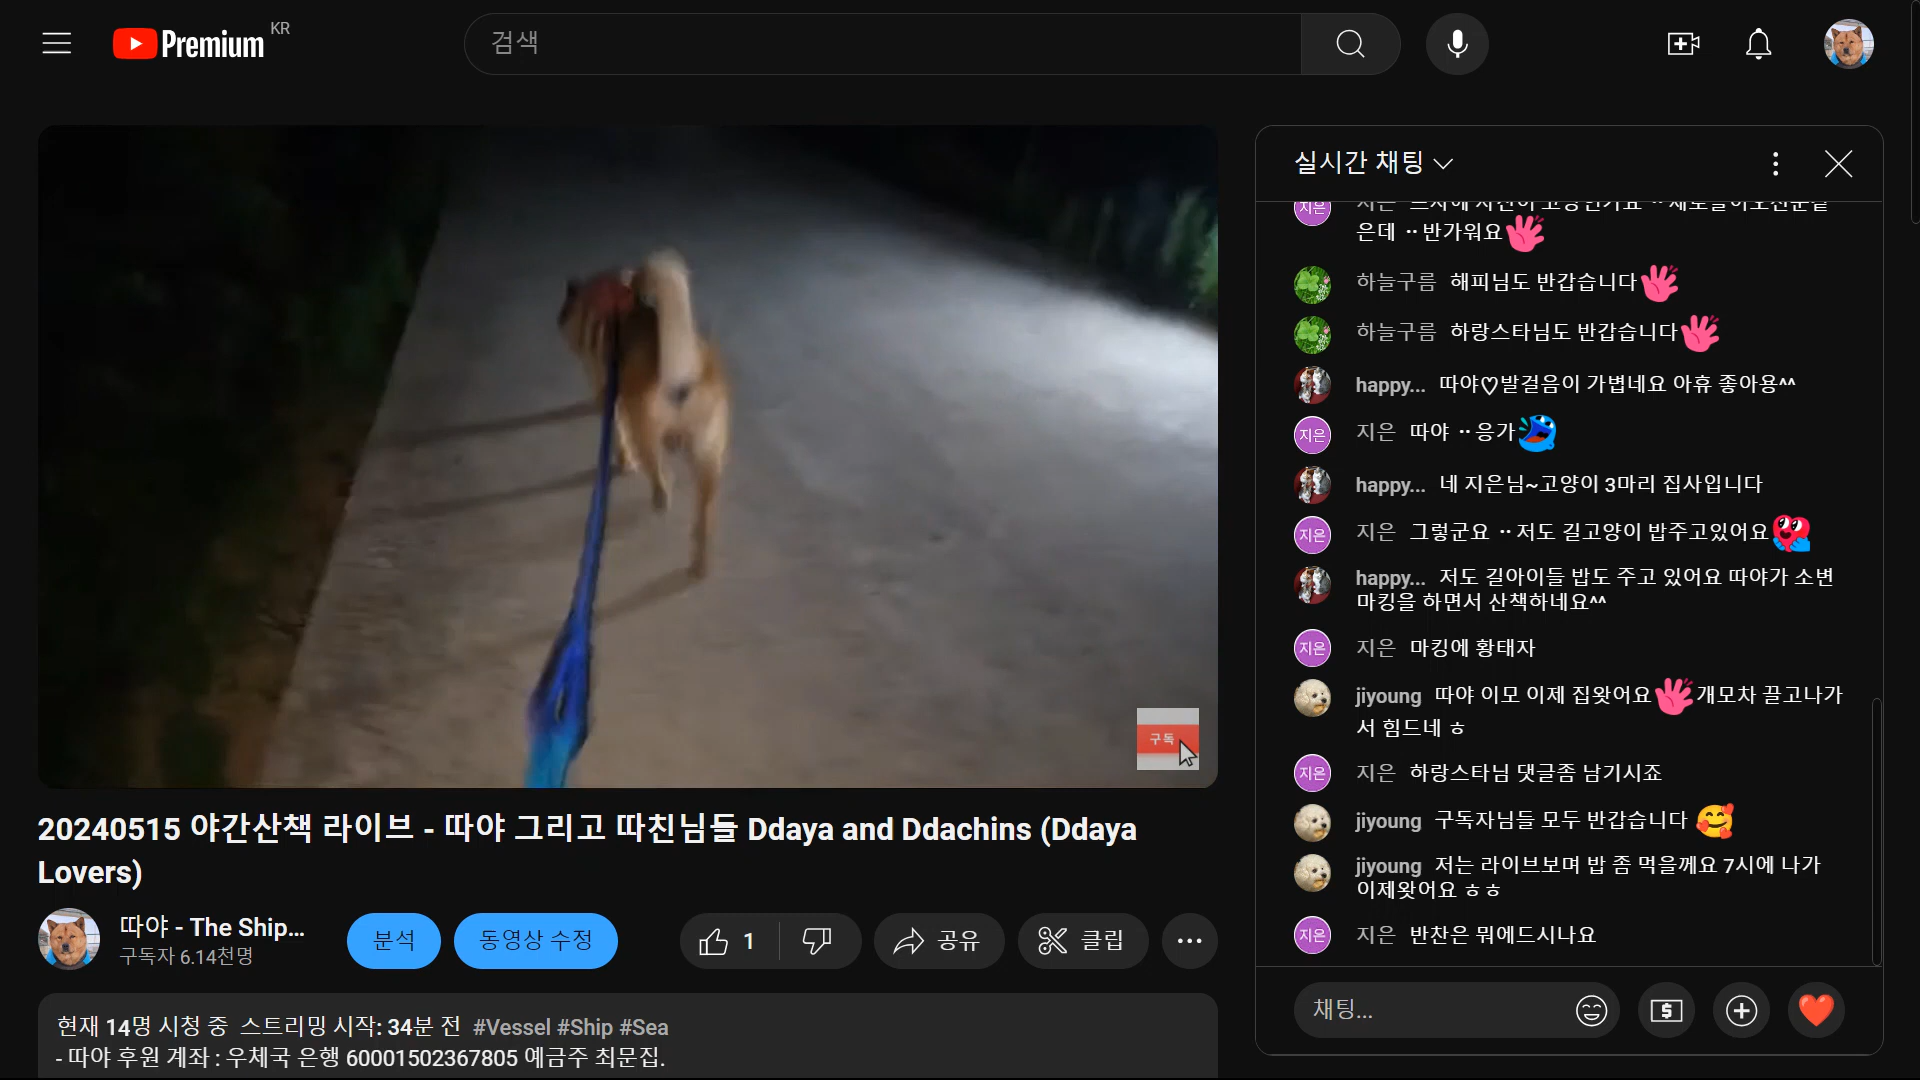 Premium KR
검색
실시간 채팅
지은
은데 ··반가워요
하늘구름 해피님도 반갑습니다
하늘구름 하랑스타님도 반갑습니다
happy... 따야♡발걸음이 가볍네요 아휴 좋아용^^
지은 지은 따야 ··응가
happy... 네 지은님~고양이 3마리 집사입니다
지은 지은 그렇군요 ··저도 길고양이 밥주고있어요
happy... 저도 길아이들 밥도 주고 있어요 따야가 소변
마킹을 하면서 산책하네요^^
지은 지은 마킹에 황태자
jiyoung 따야 이모 이제 집왓어요 개모차 끌고나가
서 힘드네 ㅎ
지은 지은 하랑스타님 댓글좀 남기시죠
jiyoung 구독자님들 모두 반갑습니다
jiyoung 저는 라이브보며 밥 좀 먹을께요 7시에 나가
이제왓어요 ㅎㅎ
지은 지은 반찬은 뭐에드시나요
채팅...
구독
20240515 야간산책 라이브 - 따야 그리고 따친님들 Ddaya and Ddachins (Ddaya
Lovers)
따야 - The Ship...
구독자 6.14천명
분석
동영상 수정
1
공유
클립
현재 14명 시청 중 스트리밍 시작: 34분 전 #Vessel #Ship #Sea
- 따야 후원 계좌 : 우체국 은행 60001502367805 예금주 최문집.